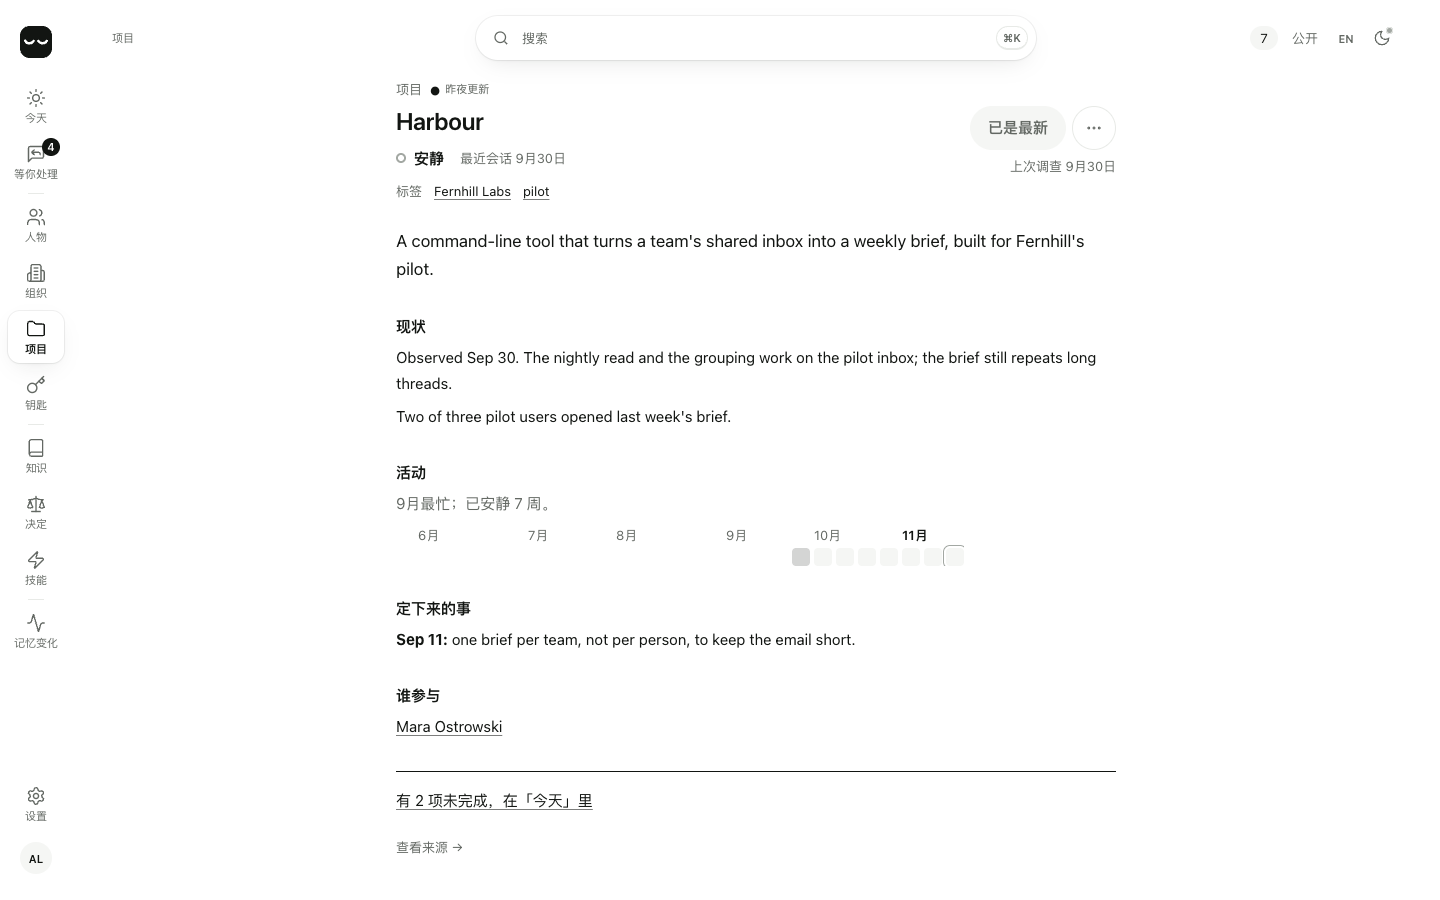 项目
搜索
⌘K
7
公开
EN
今天
4
等你处理
人物
组织
项目
钥匙
知识
决定
技能
记忆变化
设置
AL
项目 昨夜更新
Harbour
已是最新
安静 最近会话 9月30日
上次调查 9月30日
标签 Fernhill Labs pilot
A command-line tool that turns a team's shared inbox into a weekly brief, built for Fernhill's
pilot.
现状
Observed Sep 30. The nightly read and the grouping work on the pilot inbox; the brief still repeats long
threads.
Two of three pilot users opened last week's brief.
活动
9月最忙；已安静 7 周。
6月 7月 8月 9月 10月 11月
定下来的事
Sep 11: one brief per team, not per person, to keep the email short.
谁参与
Mara Ostrowski
有 2 项未完成，在「今天」里
查看来源 →